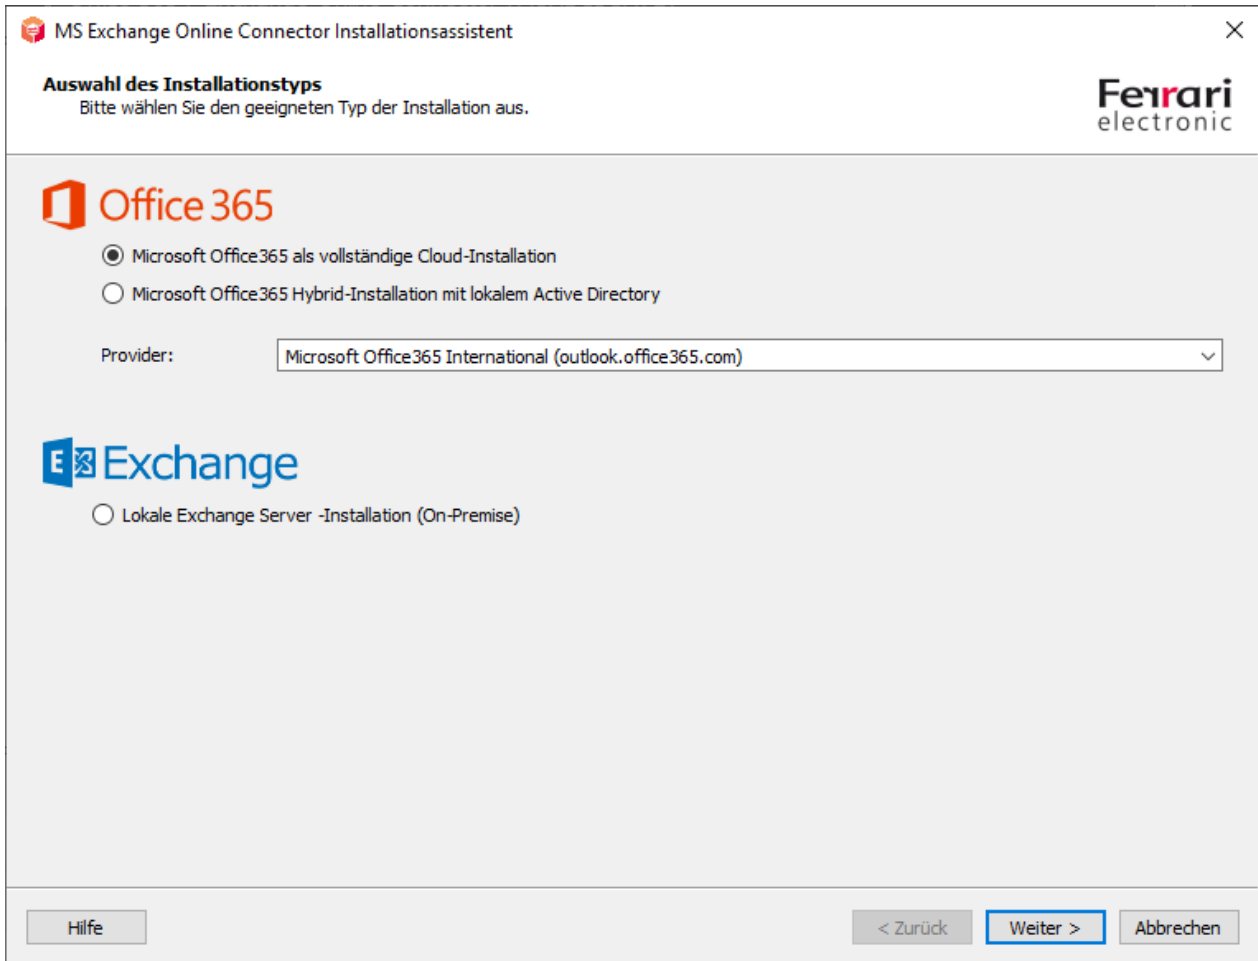 MS Exchange Online Connector Installationsassistent
Auswahl des Installationstyps
Bitte wählen Sie den geeigneten Typ der Installation aus.
Ferrari
electronic
Office 365
Microsoft Office365 als vollständige Cloud-Installation
Microsoft Office365 Hybrid-Installation mit lokalem Active Directory
Provider:
Microsoft Office365 International (outlook.office365.com)
E Exchange
Lokale Exchange Server -Installation (On-Premise)
Hilfe
< Zurück
Weiter >
Abbrechen